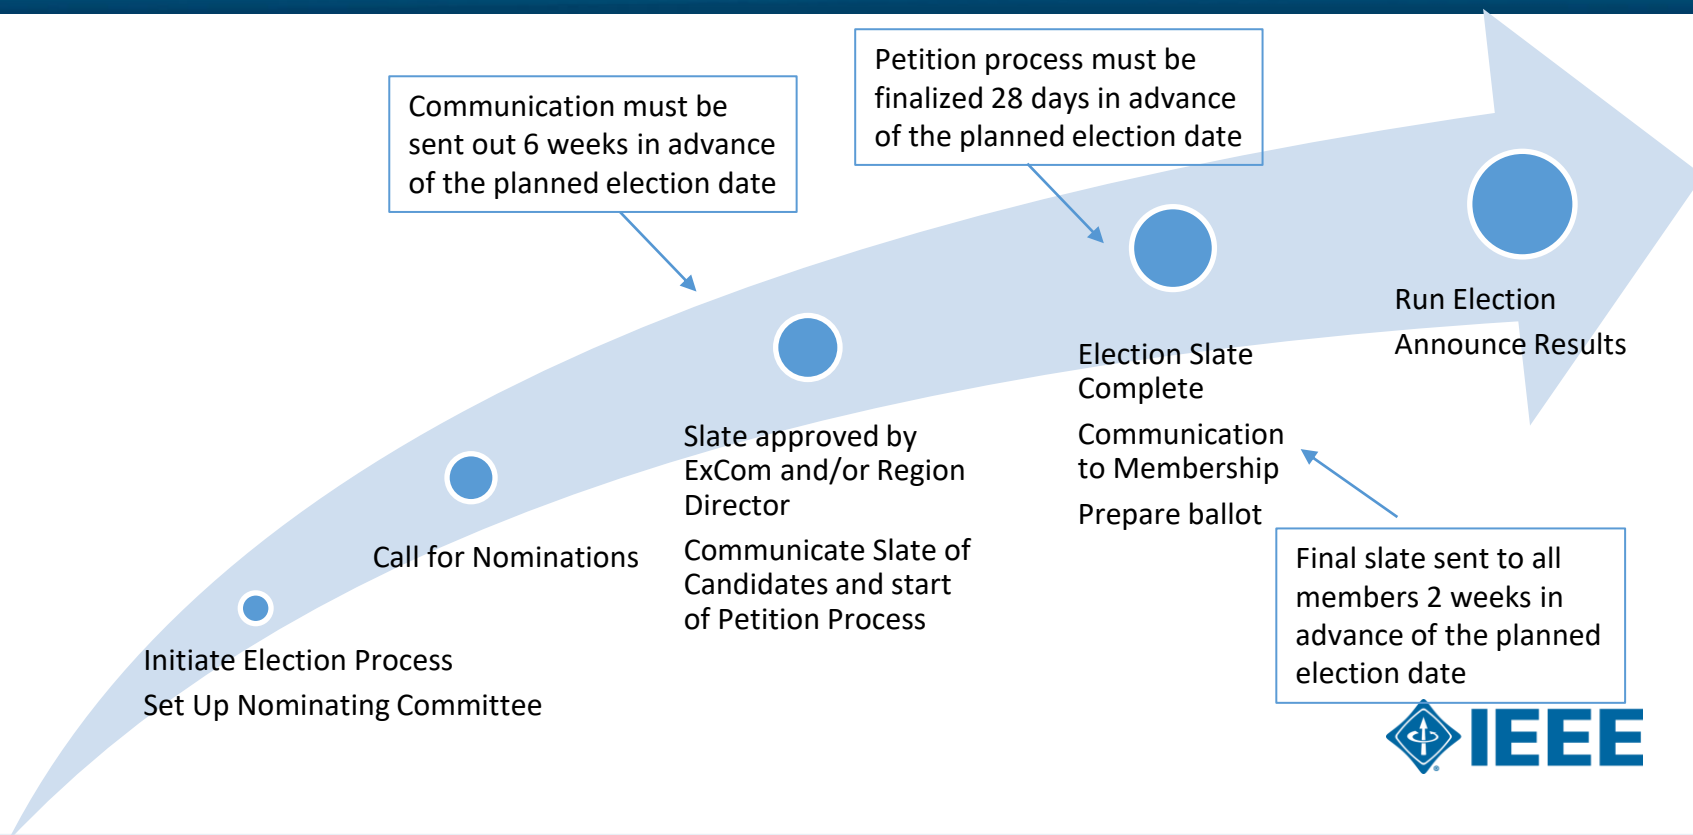 Petition process must be
finalized 28 days in advance
of the planned election date
Communication must be
sent out 6 weeks in advance
of the planned election date
Run Election
Announce Results
Election Slate
Complete
Communication
to Membership
Prepare ballot
Slate approved by
ExCom and/or Region
Director
Communicate Slate of
Candidates and start
of Petition Process
Call for Nominations
Final slate sent to all
members 2 weeks in
advance of the planned
election date
Initiate Election Process
Set Up Nominating Committee
IEEE